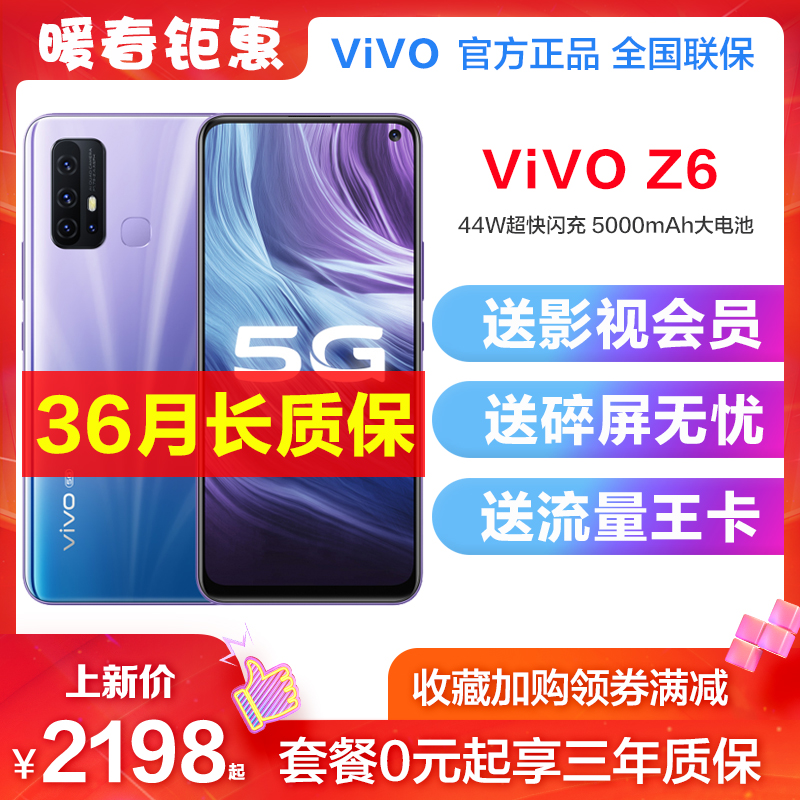 暖春钜惠
ViVO 官方正品 全国联保
ViVO Z6
44W超快闪充 5000mAh大电池
送影视会员
5G
36月长质保
送碎屏无忧
vivo 5G
送流量王卡
上新价
¥2198起
收藏加购领券满减
套餐0元起享三年质保